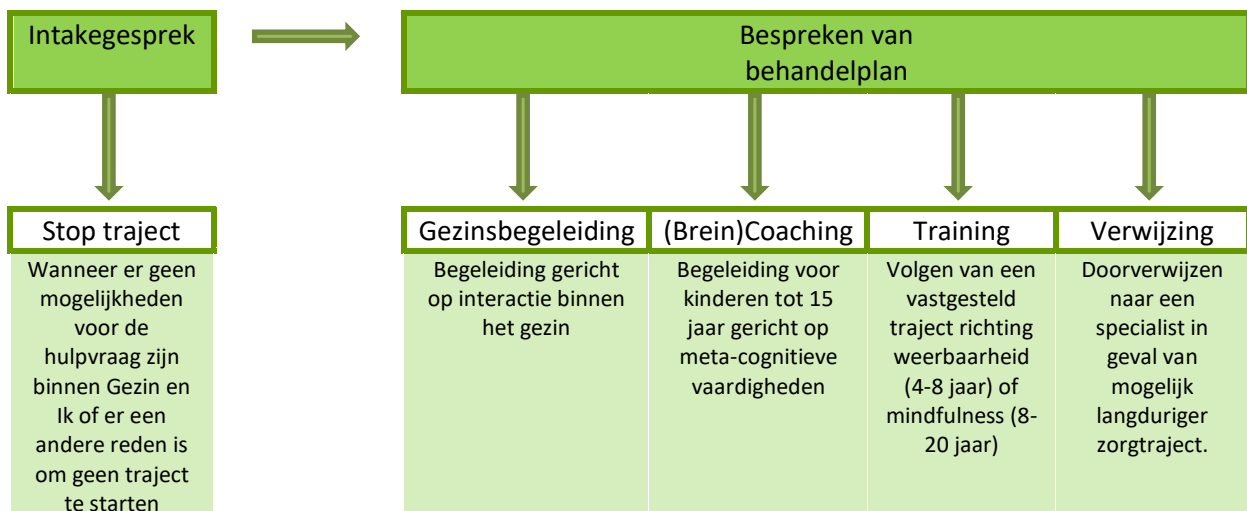 Intakegesprek
Bespreken van
behandelplan
Stop traject
Wanneer er geen
mogelijkheden
voor de
hulpvraag zijn
binnen Gezin en
Ik of er een
andere reden is
om geen traject
te starten
Gezinsbegeleiding
Begeleiding gericht
op interactie binnen
het gezin
(Brein)Coaching
Begeleiding voor
kinderen tot 15
jaar gericht op
meta-cognitieve
vaardigheden
Training
Volgen van een
vastgesteld
traject richting
weerbaarheid
(4-8 jaar) of
mindfulness (8-
20 jaar)
Verwijzing
Doorverwijzen
naar een
specialist in
geval van
mogelijk
langduriger
zorgtraject.